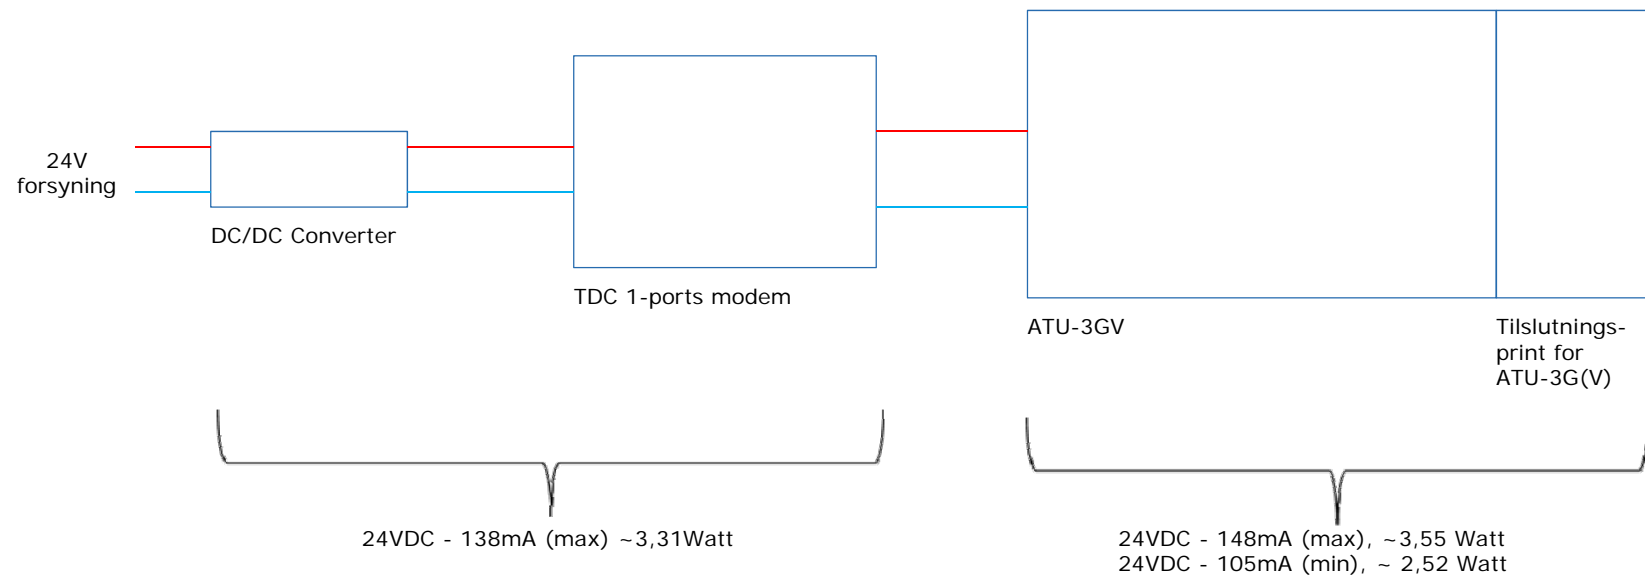 24V
forsyning
DC/DC Converter
TDC 1-ports modem
ATU-3GV
Tilslutnings-
print for
ATU-3G(V)
24VDC - 138mA (max) ~3,31Watt
24VDC - 148mA (max), ~3,55 Watt
24VDC - 105mA (min), ~ 2,52 Watt